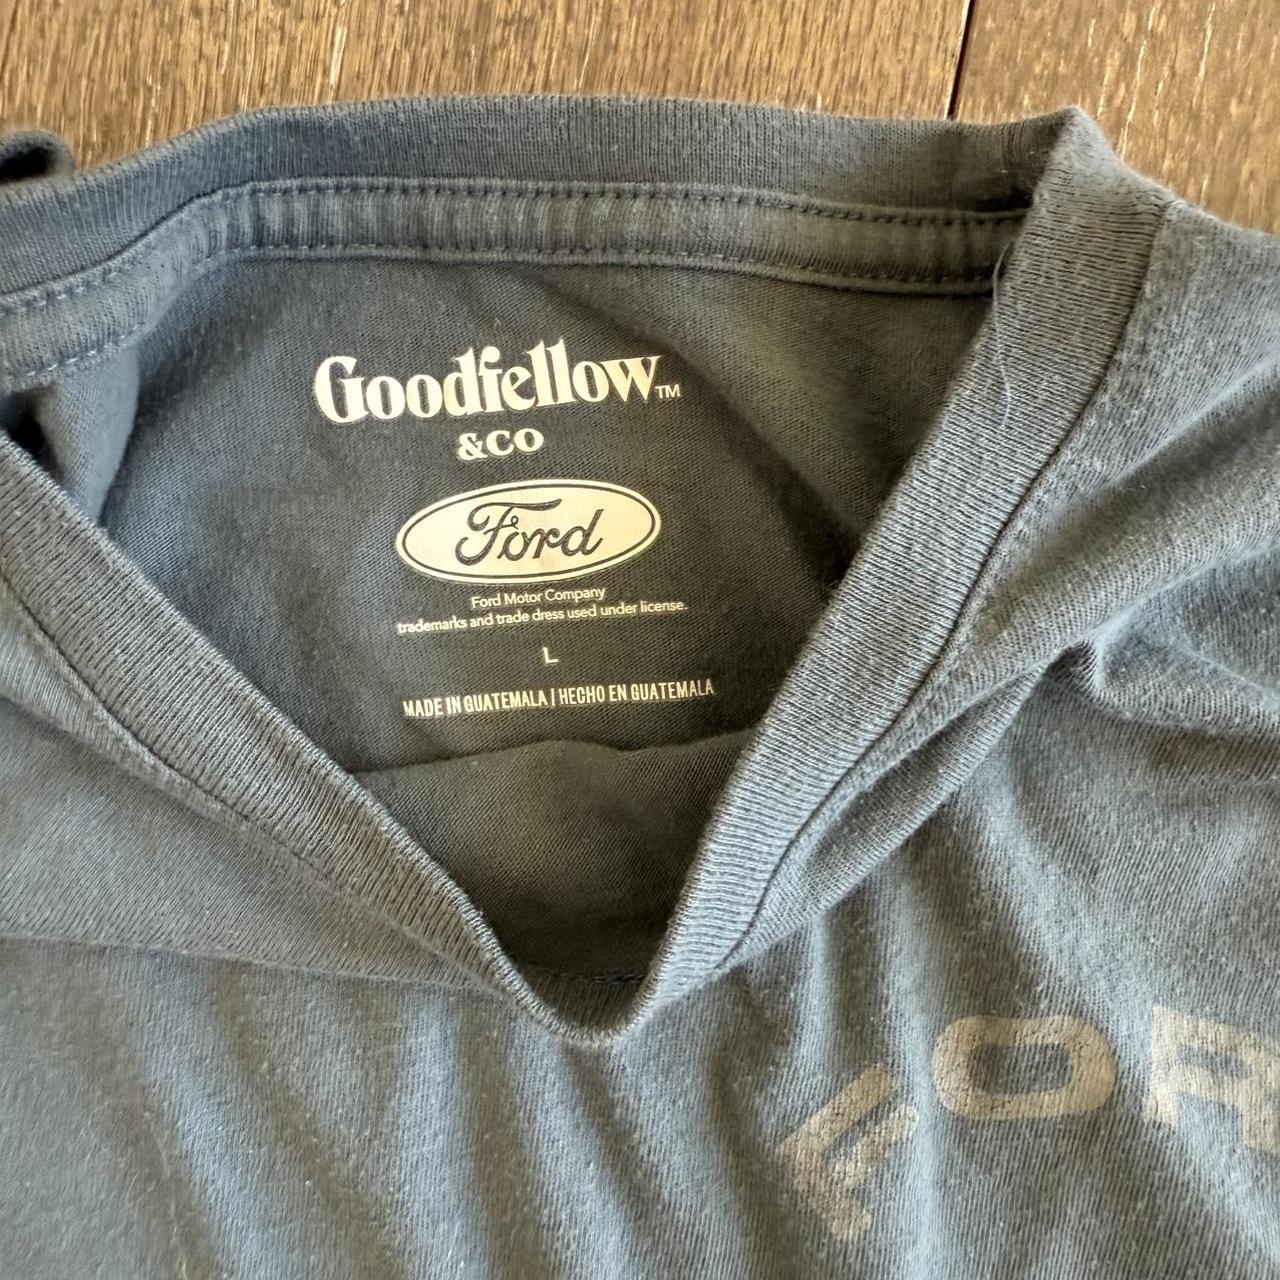 Goodfellow™
&CO
Ford
Ford Motor Company
trademarks and trade dress used under license.
L
MADE IN GUATEMALA | HECHO EN GUATEMALA
FOR